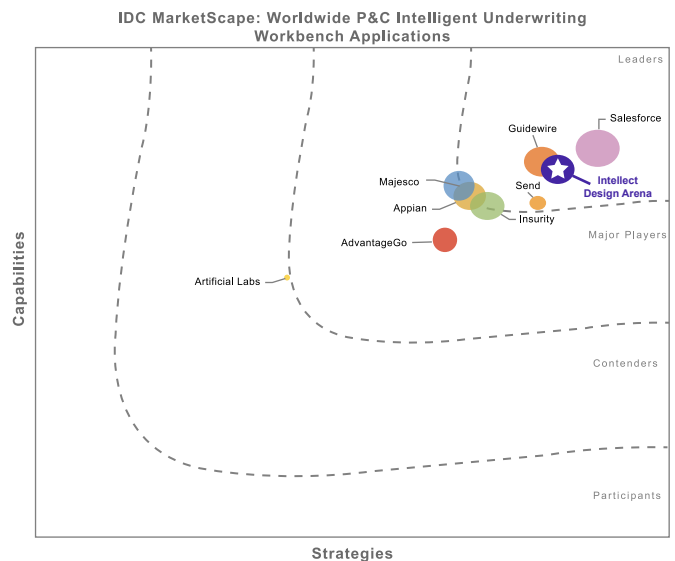 IDC MarketScape: Worldwide P&C Intelligent Underwriting
Workbench Applications
Leaders
Salesforce
Guidewire
Majesco
Send
Intellect
Design Arena
Appian
Insurity
Major Players
AdvantageGo
Artificial Labs
Capabilities
Contenders
Participants
Strategies